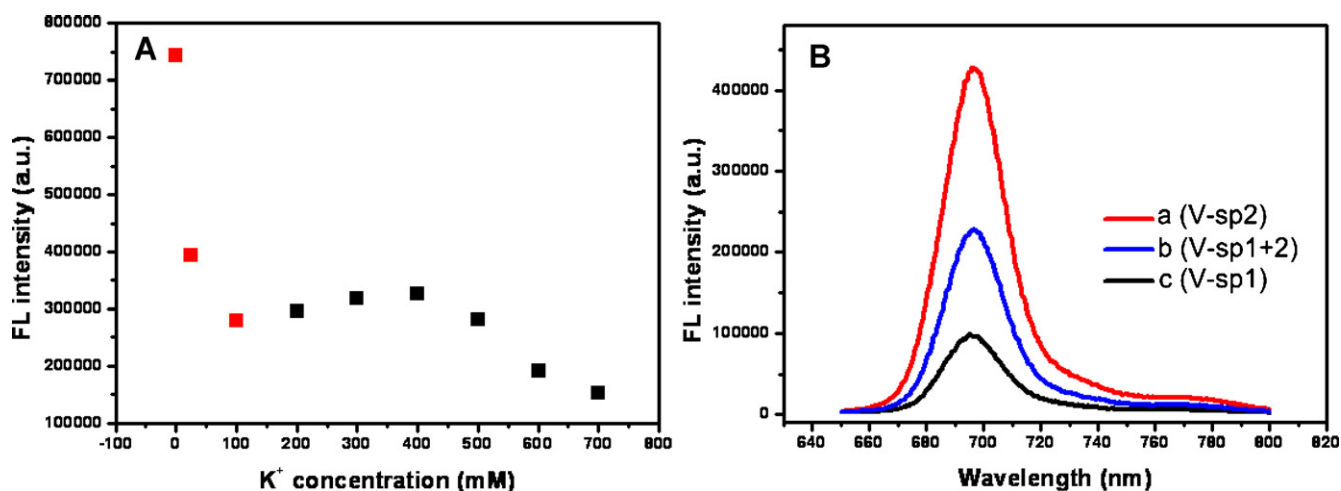 A
FL intensity (a.u.)
800000
700000
600000
500000
400000
300000
200000
100000
-100 0 100 200 300 400 500 600 700 800
K⁺ concentration (mM)
B
FL intensity (a.u.)
400000
300000
200000
100000
0
a (V-sp2)
b (V-sp1+2)
c (V-sp1)
640 660 680 700 720 740 760 780 800 820
Wavelength (nm)